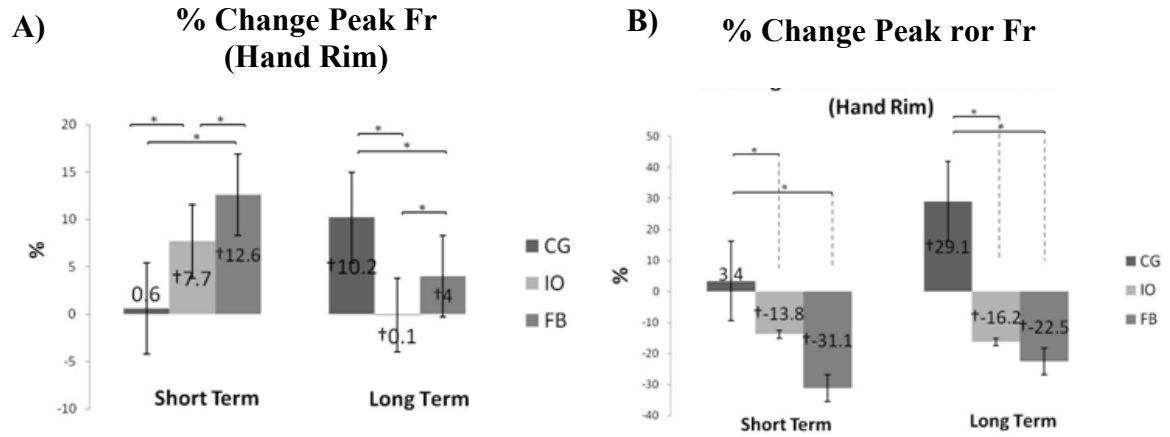 A)
% Change Peak Fr
(Hand Rim)
20
15
10
5
0
-5
-10
%
*
*
*
*
*
*
0.6
†7.7
†12.6
†10.2
†0.1
†4
Short Term
Long Term
CG
IO
FB
B)
% Change Peak ror Fr
(Hand Rim)
50
40
30
20
10
0
-10
-20
-30
-40
%
*
*
*
*
3.4
†-13.8
†-31.1
†29.1
†-16.2
†-22.5
Short Term
Long Term
CG
IO
FB